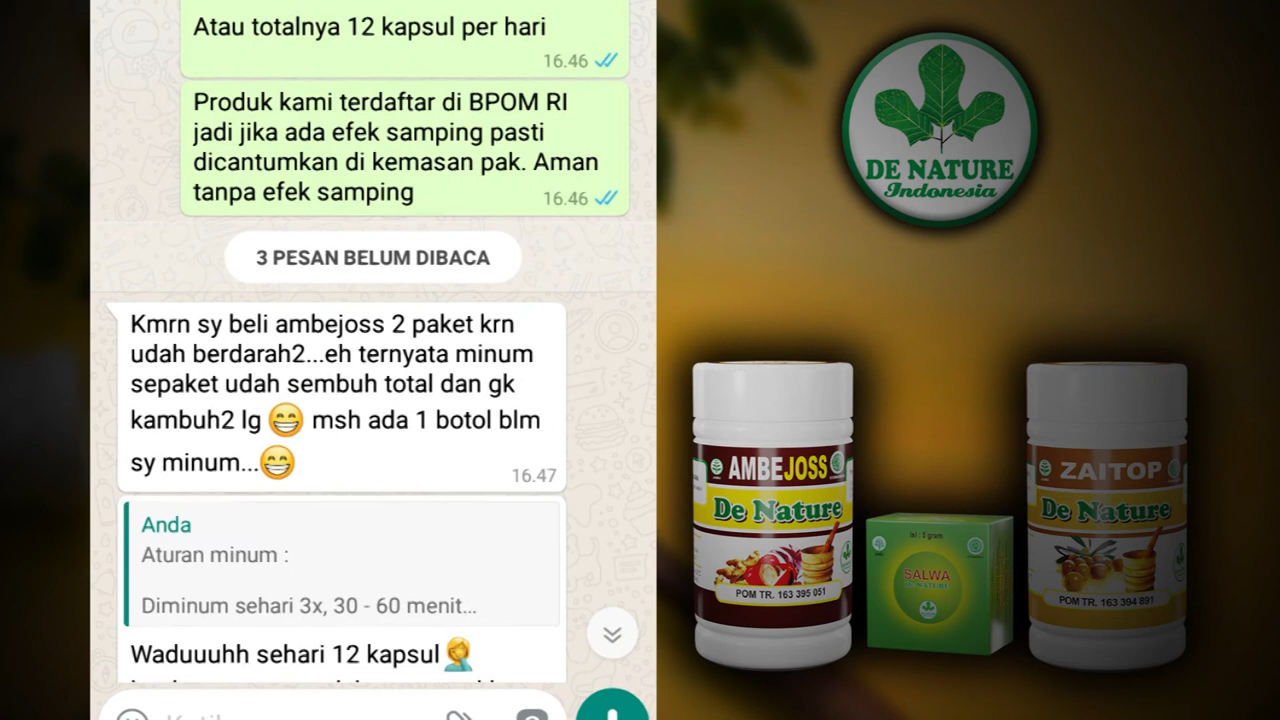 Atau totalnya 12 kapsul per hari
16.46
Produk kami terdaftar di BPOM RI
jadi jika ada efek samping pasti
dicantumkan di kemasan pak. Aman
tanpa efek samping
16.46
3 PESAN BELUM DIBACA
Kmrn sy beli ambejoss 2 paket krn
udah berdarah2...eh ternyata minum
sepaket udah sembuh total dan gk
kambuh2 lg 😁 msh ada 1 botol blm
sy minum...😁
16.47
Anda
Aturan minum :
Diminum sehari 3x, 30 - 60 menit...
Waduuuhh sehari 12 kapsul🤦‍♀️
DE NATURE
Indonesia
AMBEJOSS
De Nature
POM TR. 163 395 051
Isi : 5 gram
SALWA
DE NATURE
ZAITOP
De Nature
POM TR. 163 394 891